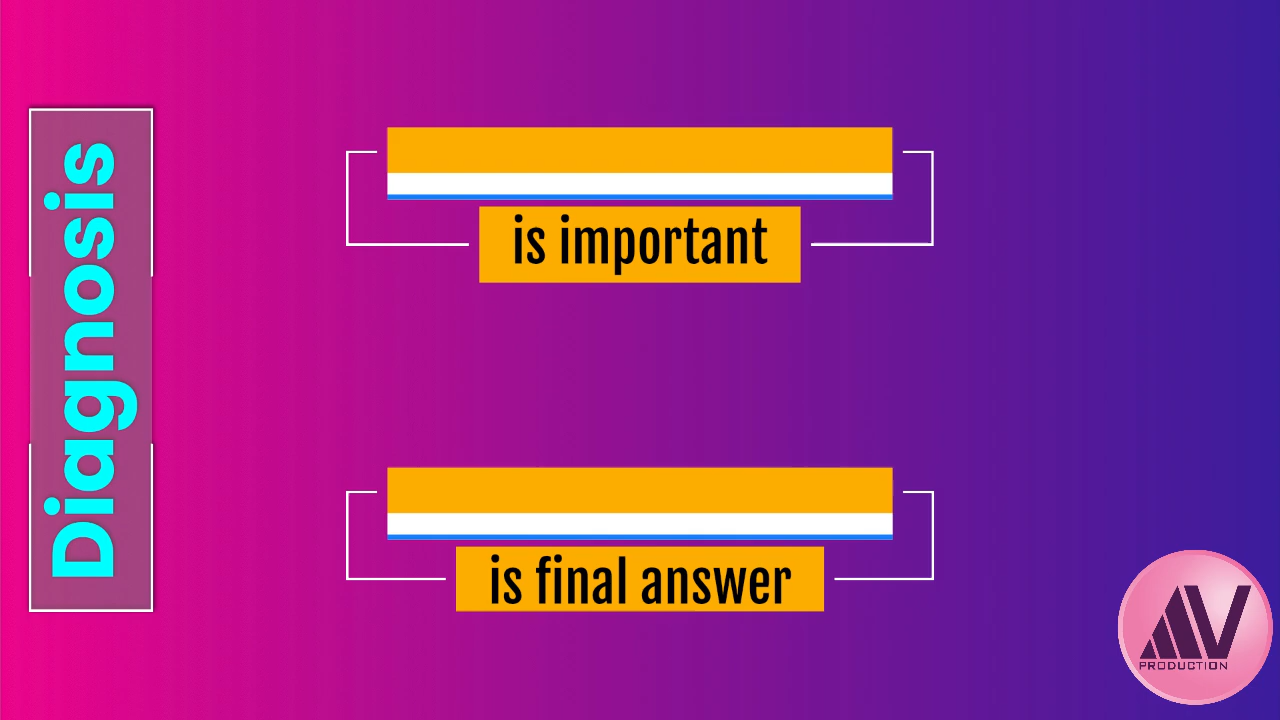 Diagnosis
is important
is final answer
AV
PRODUCTION